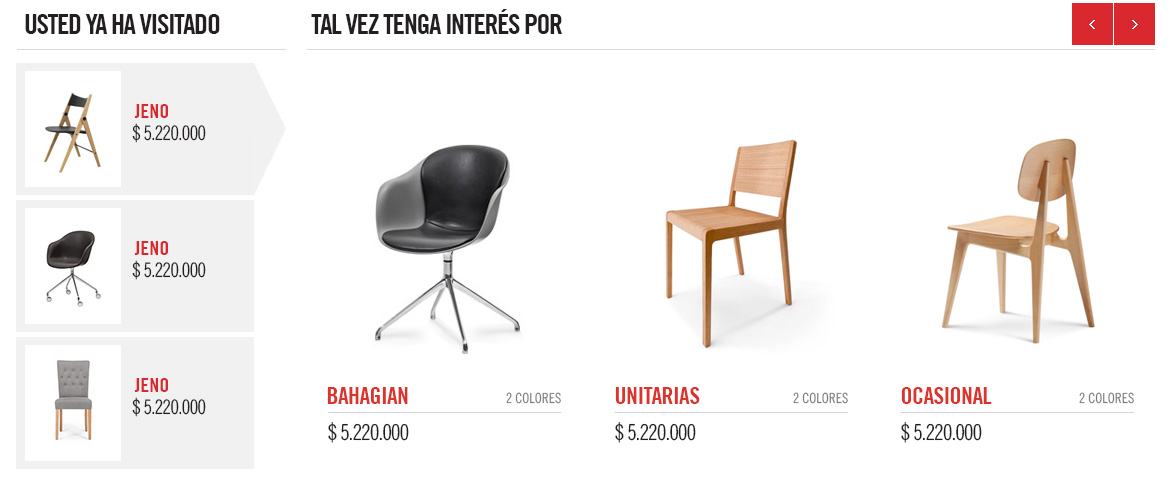 USTED YA HA VISITADO
JENO
$ 5.220.000
JENO
$ 5.220.000
JENO
$ 5.220.000
TAL VEZ TENGA INTERÉS POR
BAHAGIAN
2 COLORES
$ 5.220.000
UNITARIAS
2 COLORES
$ 5.220.000
OCASIONAL
2 COLORES
$ 5.220.000